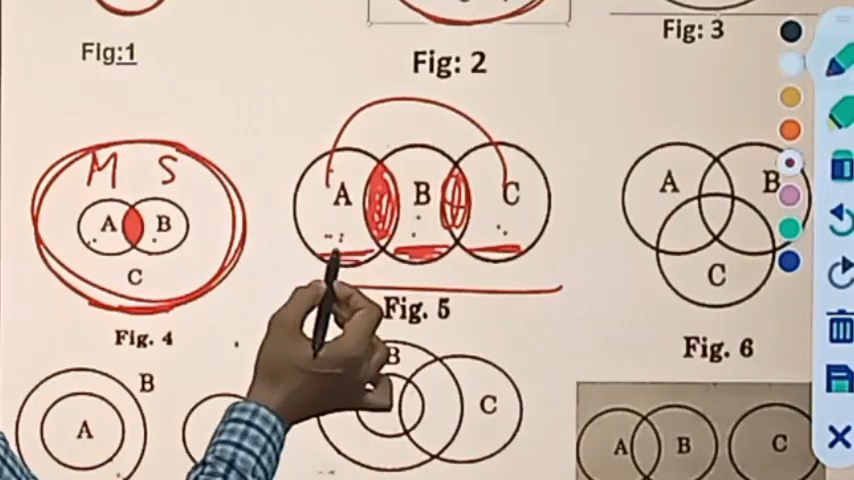 Fig:1
Fig: 2
Fig: 3
M S
A B
C
Fig. 4
A B C
Fig. 5
A B
C
Fig. 6
B
A
B
C
A B C